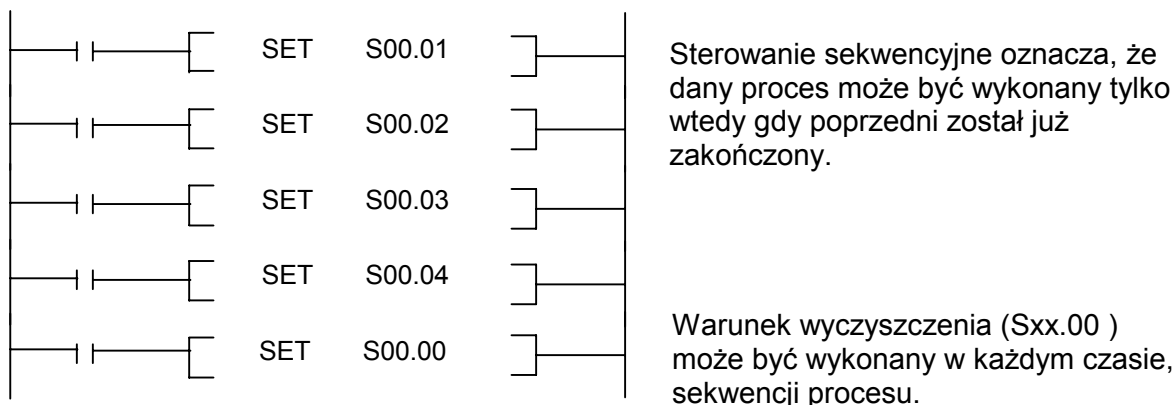 SET S00.01
SET S00.02
SET S00.03
SET S00.04
SET S00.00
Sterowanie sekwencyjne oznacza, że
dany proces może być wykonany tylko
wtedy gdy poprzedni został już
zakończony.
Warunek wyczyszczenia (Sxx.00 )
może być wykonany w każdym czasie,
sekwencji procesu.